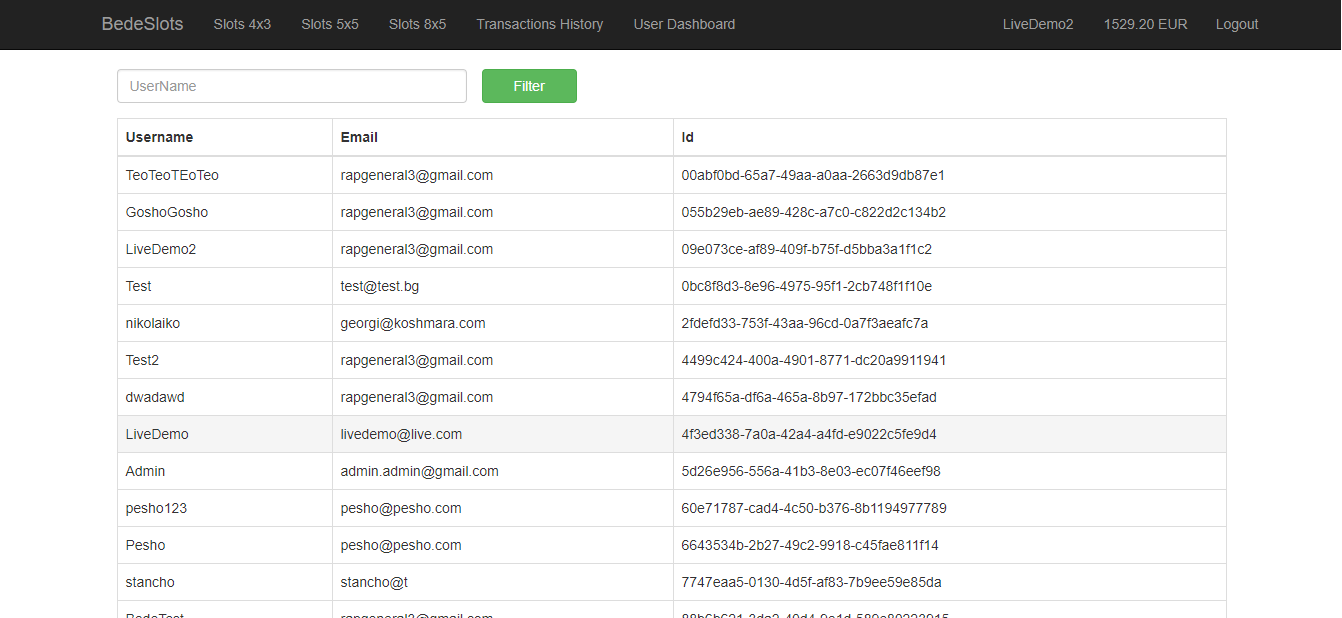 BedeSlots Slots 4x3 Slots 5x5 Slots 8x5 Transactions History User Dashboard LiveDemo2 1529.20 EUR Logout
UserName Filter
Username Email Id
TeoTeoTEoTeo rapgeneral3@gmail.com 00abf0bd-65a7-49aa-a0aa-2663d9db87e1
GoshoGosho rapgeneral3@gmail.com 055b29eb-ae89-428c-a7c0-c822d2c134b2
LiveDemo2 rapgeneral3@gmail.com 09e073ce-af89-409f-b75f-d5bba3a1f1c2
Test test@test.bg 0bc8f8d3-8e96-4975-95f1-2cb748f1f10e
nikolaiko georgi@koshmara.com 2fdefd33-753f-43aa-96cd-0a7f3aeafc7a
Test2 rapgeneral3@gmail.com 4499c424-400a-4901-8771-dc20a9911941
dwadawd rapgeneral3@gmail.com 4794f65a-df6a-465a-8b97-172bbc35efad
LiveDemo livedemo@live.com 4f3ed338-7a0a-42a4-a4fd-e9022c5fe9d4
Admin admin.admin@gmail.com 5d26e956-556a-41b3-8e03-ec07f46eef98
pesho123 pesho@pesho.com 60e71787-cad4-4c50-b376-8b1194977789
Pesho pesho@pesho.com 6643534b-2b27-49c2-9918-c45fae811f14
stancho stancho@t 7747eaa5-0130-4d5f-af83-7b9ee59e85da
BedeTest rapgeneral3@gmail.com